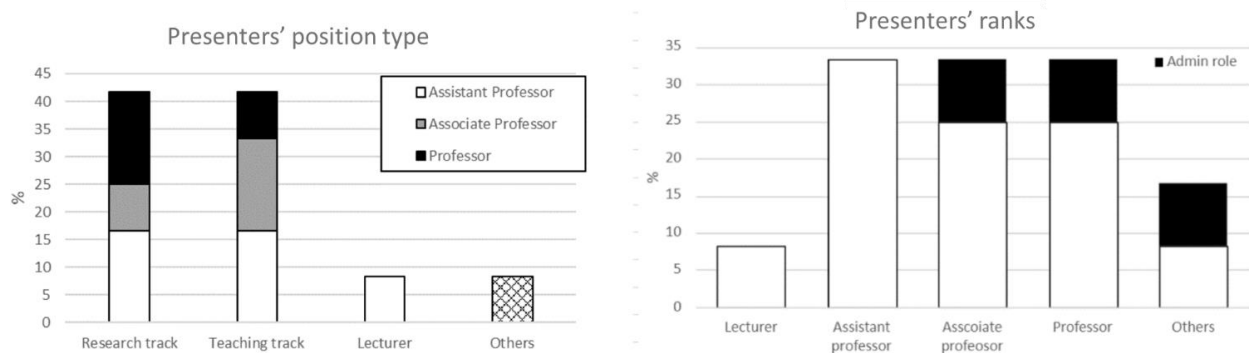 Presenters' position type
45
40
35
30
25
20
15
10
5
0
%
Assistant Professor
Associate Professor
Professor
Research track
Teaching track
Lecturer
Others
Presenters' ranks
35
30
25
20
15
10
5
0
%
Admin role
Lecturer
Assistant
professor
Asscoiate
profeosor
Professor
Others